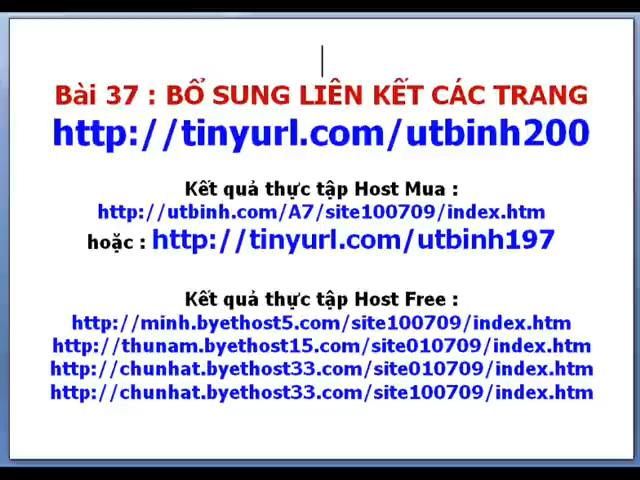 Bài 37 : BỔ SUNG LIÊN KẾT CÁC TRANG
http://tinyurl.com/utbinh200
Kết quả thực tập Host Mua :
http://utbinh.com/A7/site100709/index.htm
hoặc : http://tinyurl.com/utbinh197
Kết quả thực tập Host Free :
http://minh.byethost5.com/site100709/index.htm
http://thunam.byethost15.com/site010709/index.htm
http://chunhat.byethost33.com/site010709/index.htm
http://chunhat.byethost33.com/site100709/index.htm